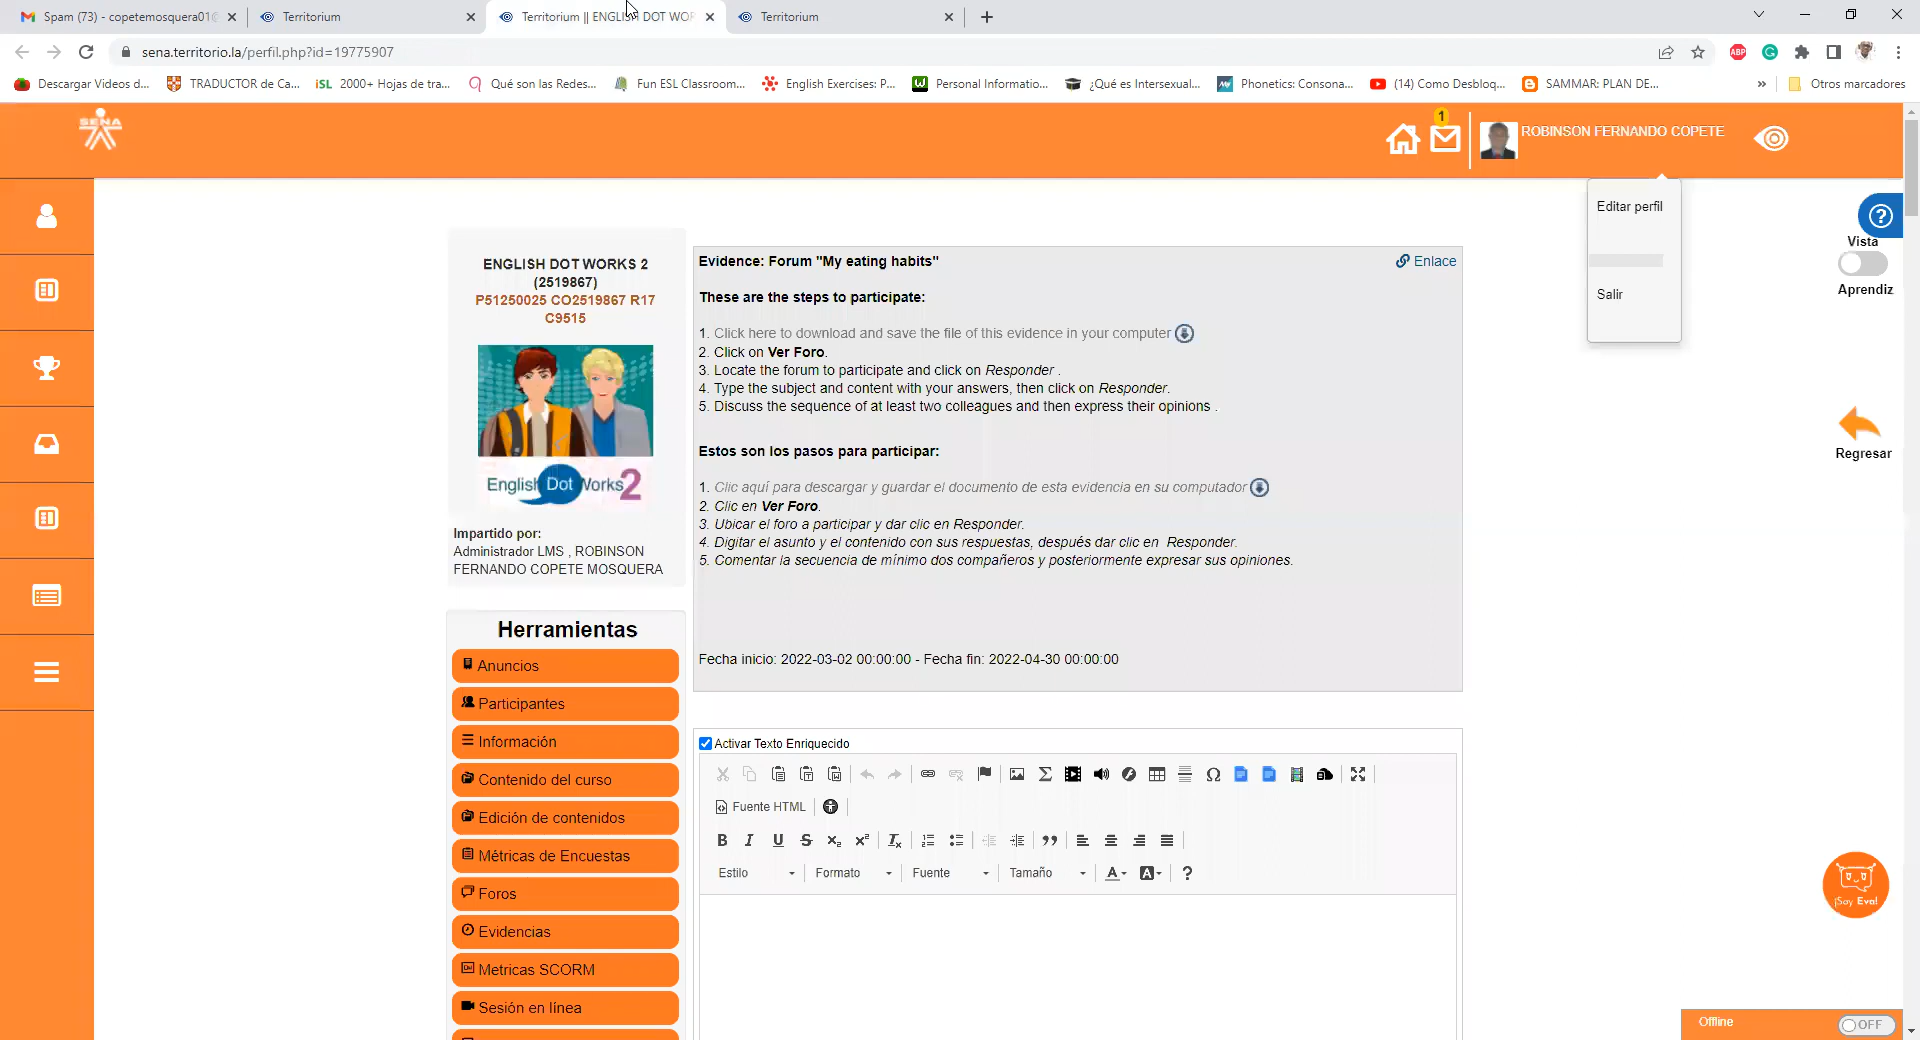 Spam (73) - copetemosquera01@
Territorium
Territorium || ENGLISH DOT WOR
Territorium
sena.territorio.la/perfil.php?id=19775907
Descargar Videos d...
TRADUCTOR de Ca...
iSL 2000+ Hojas de tra...
Qué son las Redes...
Fun ESL Classroom...
English Exercises: P...
Personal Informatio...
¿Qué es Intersexual...
Phonetics: Consona...
(14) Como Desbloq...
SAMMAR: PLAN DE...
» Otros marcadores
SENA
1
ROBINSON FERNANDO COPETE
Editar perfil
Salir
Vista
Aprendiz
Regresar
ENGLISH DOT WORKS 2
(2519867)
P51250025 CO2519867 R17
C9515
English Dot Works 2
Impartido por:
Administrador LMS , ROBINSON
FERNANDO COPETE MOSQUERA
Evidence: Forum "My eating habits"
Enlace
These are the steps to participate:
1. Click here to download and save the file of this evidence in your computer
2. Click on Ver Foro.
3. Locate the forum to participate and click on Responder .
4. Type the subject and content with your answers, then click on Responder.
5. Discuss the sequence of at least two colleagues and then express their opinions .
Estos son los pasos para participar:
1. Clic aquí para descargar y guardar el documento de esta evidencia en su computador
2. Clic en Ver Foro.
3. Ubicar el foro a participar y dar clic en Responder.
4. Digitar el asunto y el contenido con sus respuestas, después dar clic en Responder.
5. Comentar la secuencia de mínimo dos compañeros y posteriormente expresar sus opiniones.
Fecha inicio: 2022-03-02 00:00:00 - Fecha fin: 2022-04-30 00:00:00
Herramientas
Anuncios
Participantes
Información
Contenido del curso
Edición de contenidos
Métricas de Encuestas
Foros
Evidencias
Metricas SCORM
Sesión en línea
Activar Texto Enriquecido
Fuente HTML
Estilo
Formato
Fuente
Tamaño
¡Soy Eva!
Offline
OFF